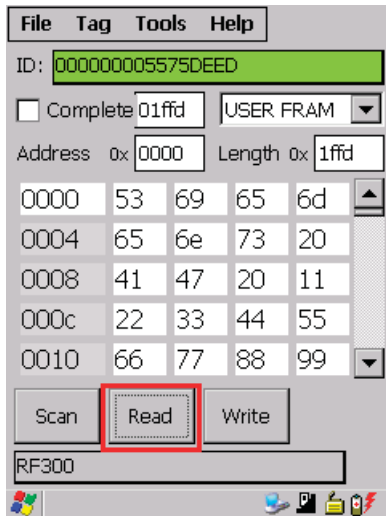 File Tag Tools Help
ID: 000000005575DEED
Complete 01ffd USER FRAM
Address 0x 0000 Length 0x 1ffd
0000 53 69 65 6d
0004 65 6e 73 20
0008 41 47 20 11
000c 22 33 44 55
0010 66 77 88 99
Scan Read Write
RF300